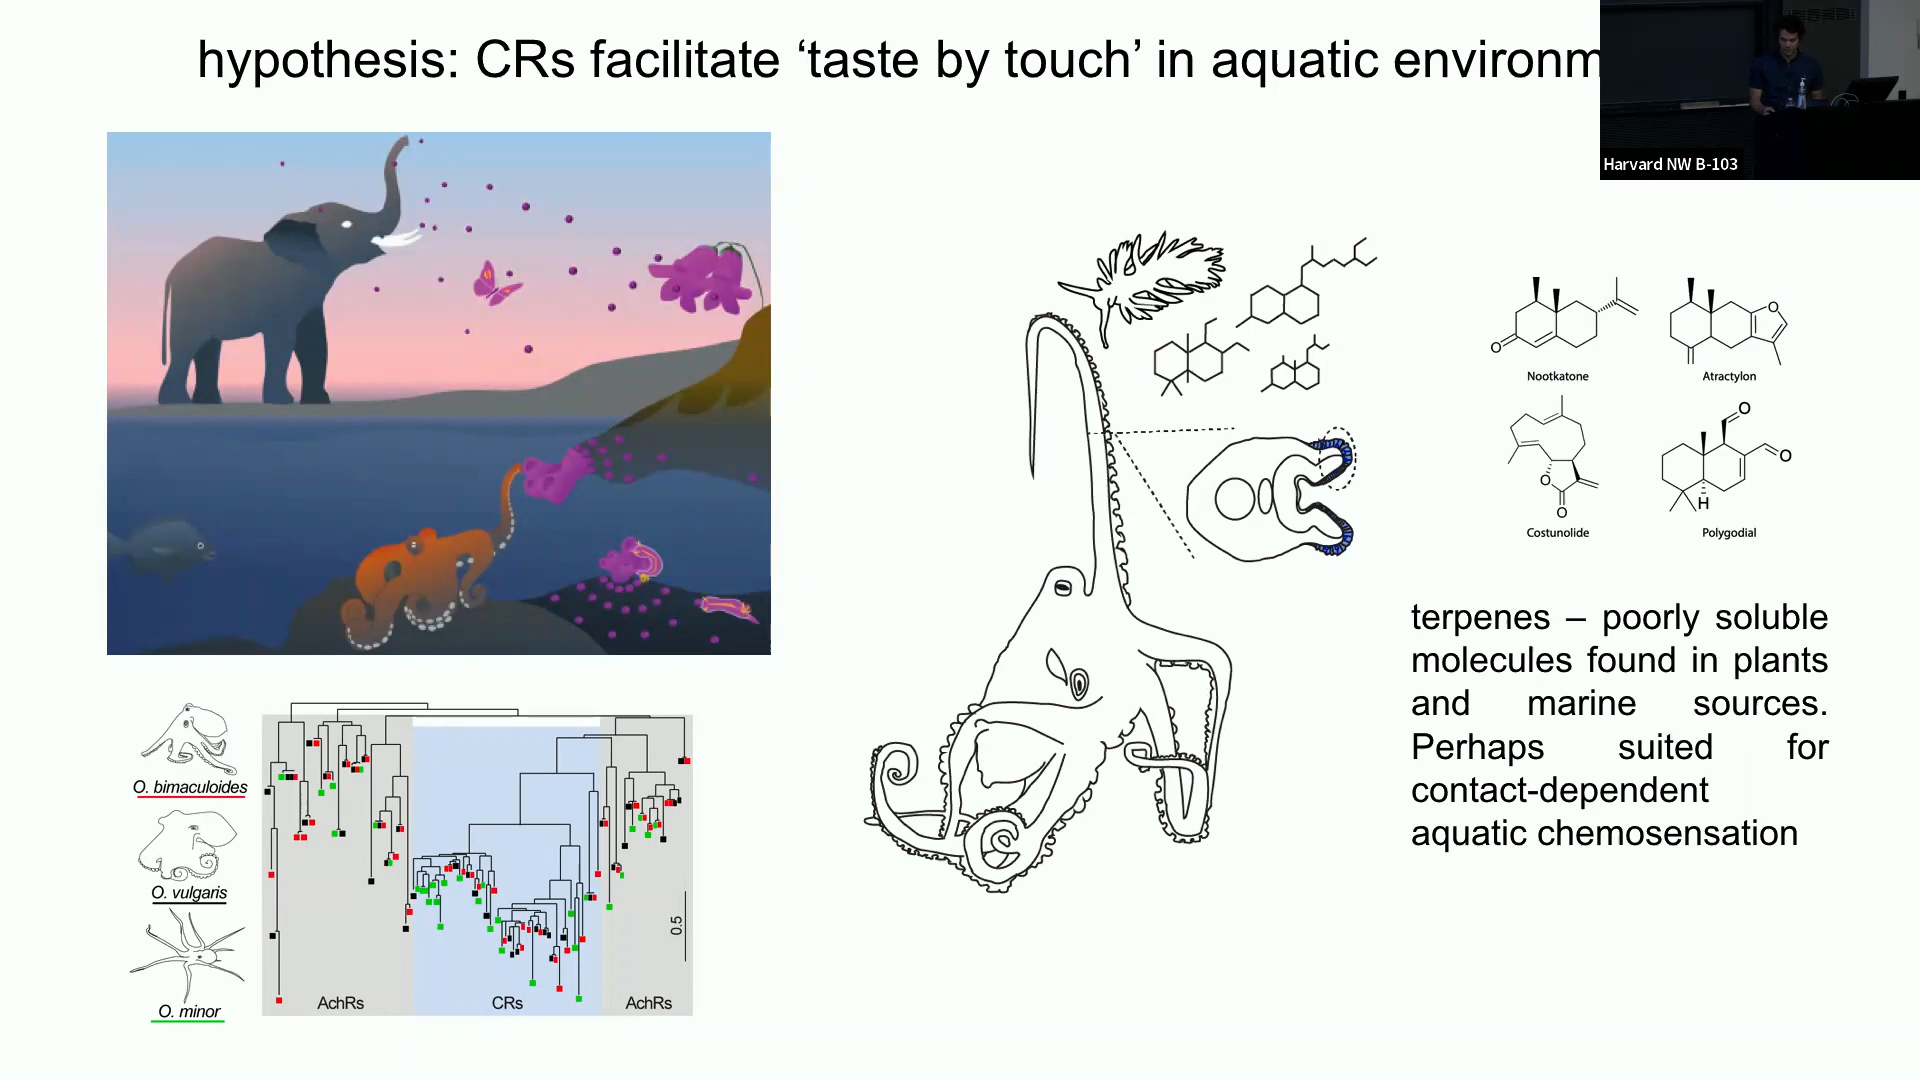 hypothesis: CRs facilitate ‘taste by touch’ in aquatic environm
Harvard NW B-103
O
O
Nootkatone
Atractylon
O
O
O
O
H
Costunolide
Polygodial
terpenes – poorly soluble
molecules found in plants
and marine sources.
Perhaps suited for
contact-dependent
aquatic chemosensation
O. bimaculoides
O. vulgaris
O. minor
0.5
AchRs
CRs
AchRs